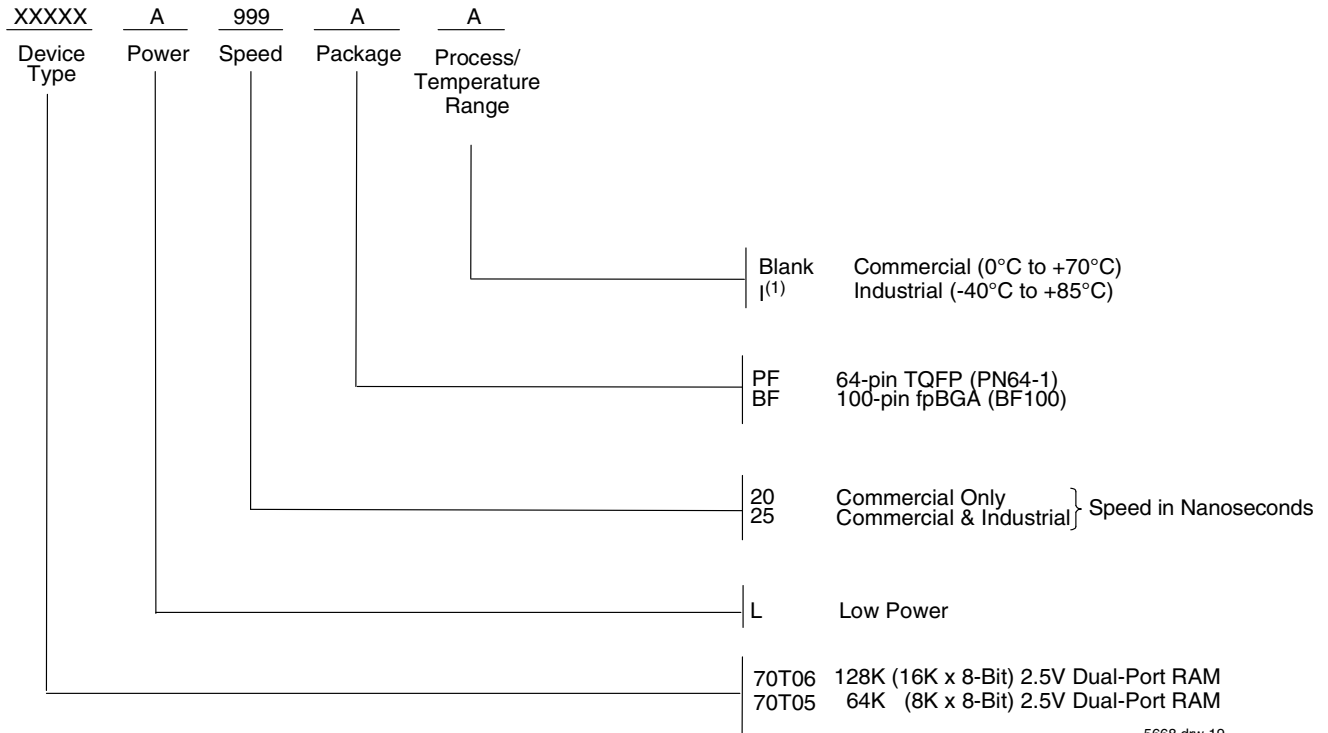 XXXXX A 999 A A
Device Type Power Speed Package Process/ Temperature Range
Blank Commercial (0°C to +70°C)
I(1) Industrial (-40°C to +85°C)
PF 64-pin TQFP (PN64-1)
BF 100-pin fpBGA (BF100)
20 Commercial Only
25 Commercial & Industrial
Speed in Nanoseconds
L Low Power
70T06 128K (16K x 8-Bit) 2.5V Dual-Port RAM
70T05 64K (8K x 8-Bit) 2.5V Dual-Port RAM
5668 drw 19